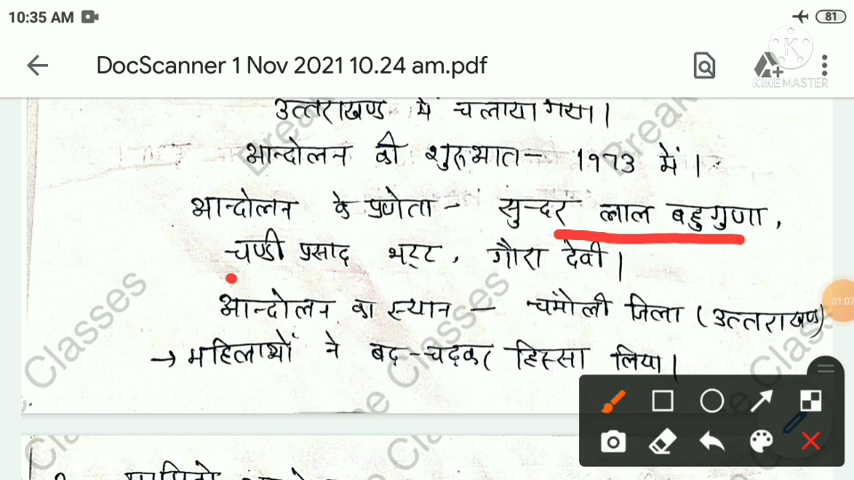 10:35 AM 81
DocScanner 1 Nov 2021 10.24 am.pdf
KINEMASTER
उत्तराखण्ड में चलाया गया।
आन्दोलन की शुरूआत- 1973 में।
आन्दोलन के प्रणेता - सुन्दर लाल बहुगुणा,
चण्डी प्रसाद भट्ट, गौरा देवी।
01:07
आन्दोलन का स्थान - चमोली जिला (उत्तराखण्ड)
→ महिलाओं ने बढ़-चढ़कर हिस्सा लिया।
Classes
Classes